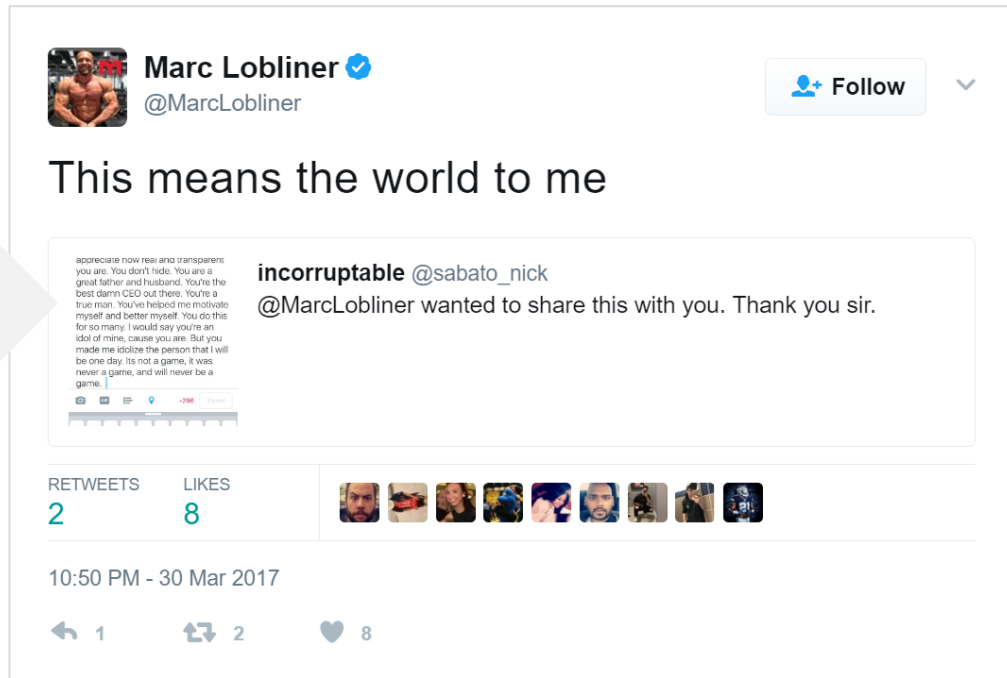 Marc Lobliner
@MarcLobliner
Follow
This means the world to me
appreciate how real and transparent
you are. You don't hide. You are a
great father and husband. You're the
best damn CEO out there. You're a
true man. You've helped me motivate
myself and better myself. You do this
for so many. I would say you're an
idol of mine, cause you are. But you
made me idolize the person that I will
be one day. Its not a game, it was
never a game, and will never be a
game.
-296 Tweet
incorruptable @sabato_nick
@MarcLobliner wanted to share this with you. Thank you sir.
RETWEETS LIKES
2 8
10:50 PM - 30 Mar 2017
1 2 8